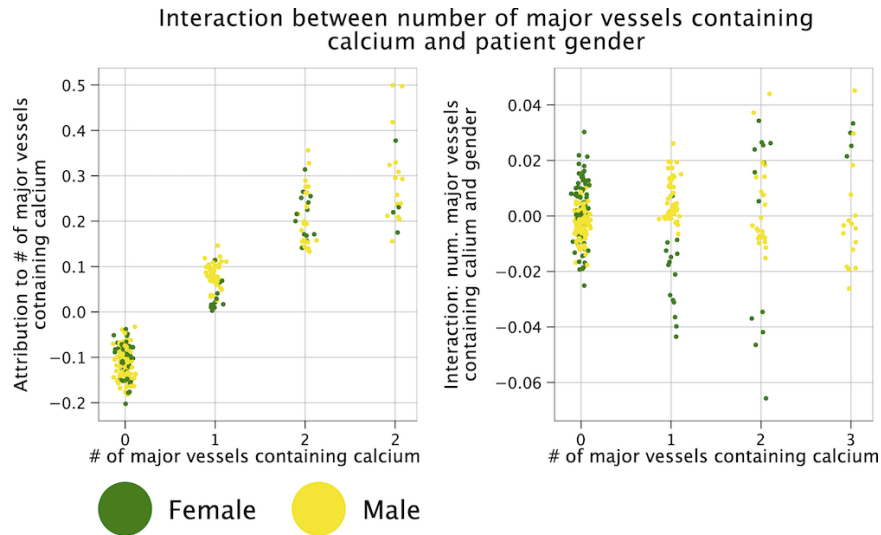 Interaction between number of major vessels containing
calcium and patient gender
Attribution to # of major vessels
cotnaining calcium
0.5
0.4
0.3
0.2
0.1
0.0
−0.1
−0.2
0 1 2 2
# of major vessels containing calcium
Interaction: num. major vessels
containing calium and gender
0.04
0.02
0.00
−0.02
−0.04
−0.06
0 1 2 3
# of major vessels containing calcium
Female Male